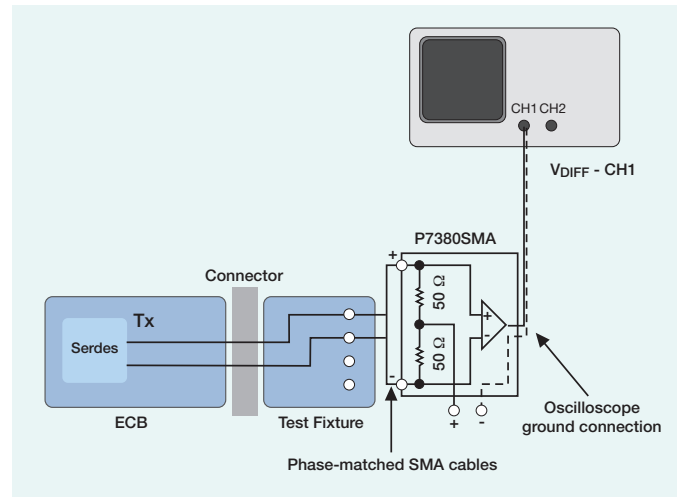 CH1 CH2
VDIFF - CH1
P7380SMA
+
Connector
50 Ω
Tx
+
Serdes
-
50 Ω
-
+ -
ECB
Test Fixture
Oscilloscope
ground connection
Phase-matched SMA cables